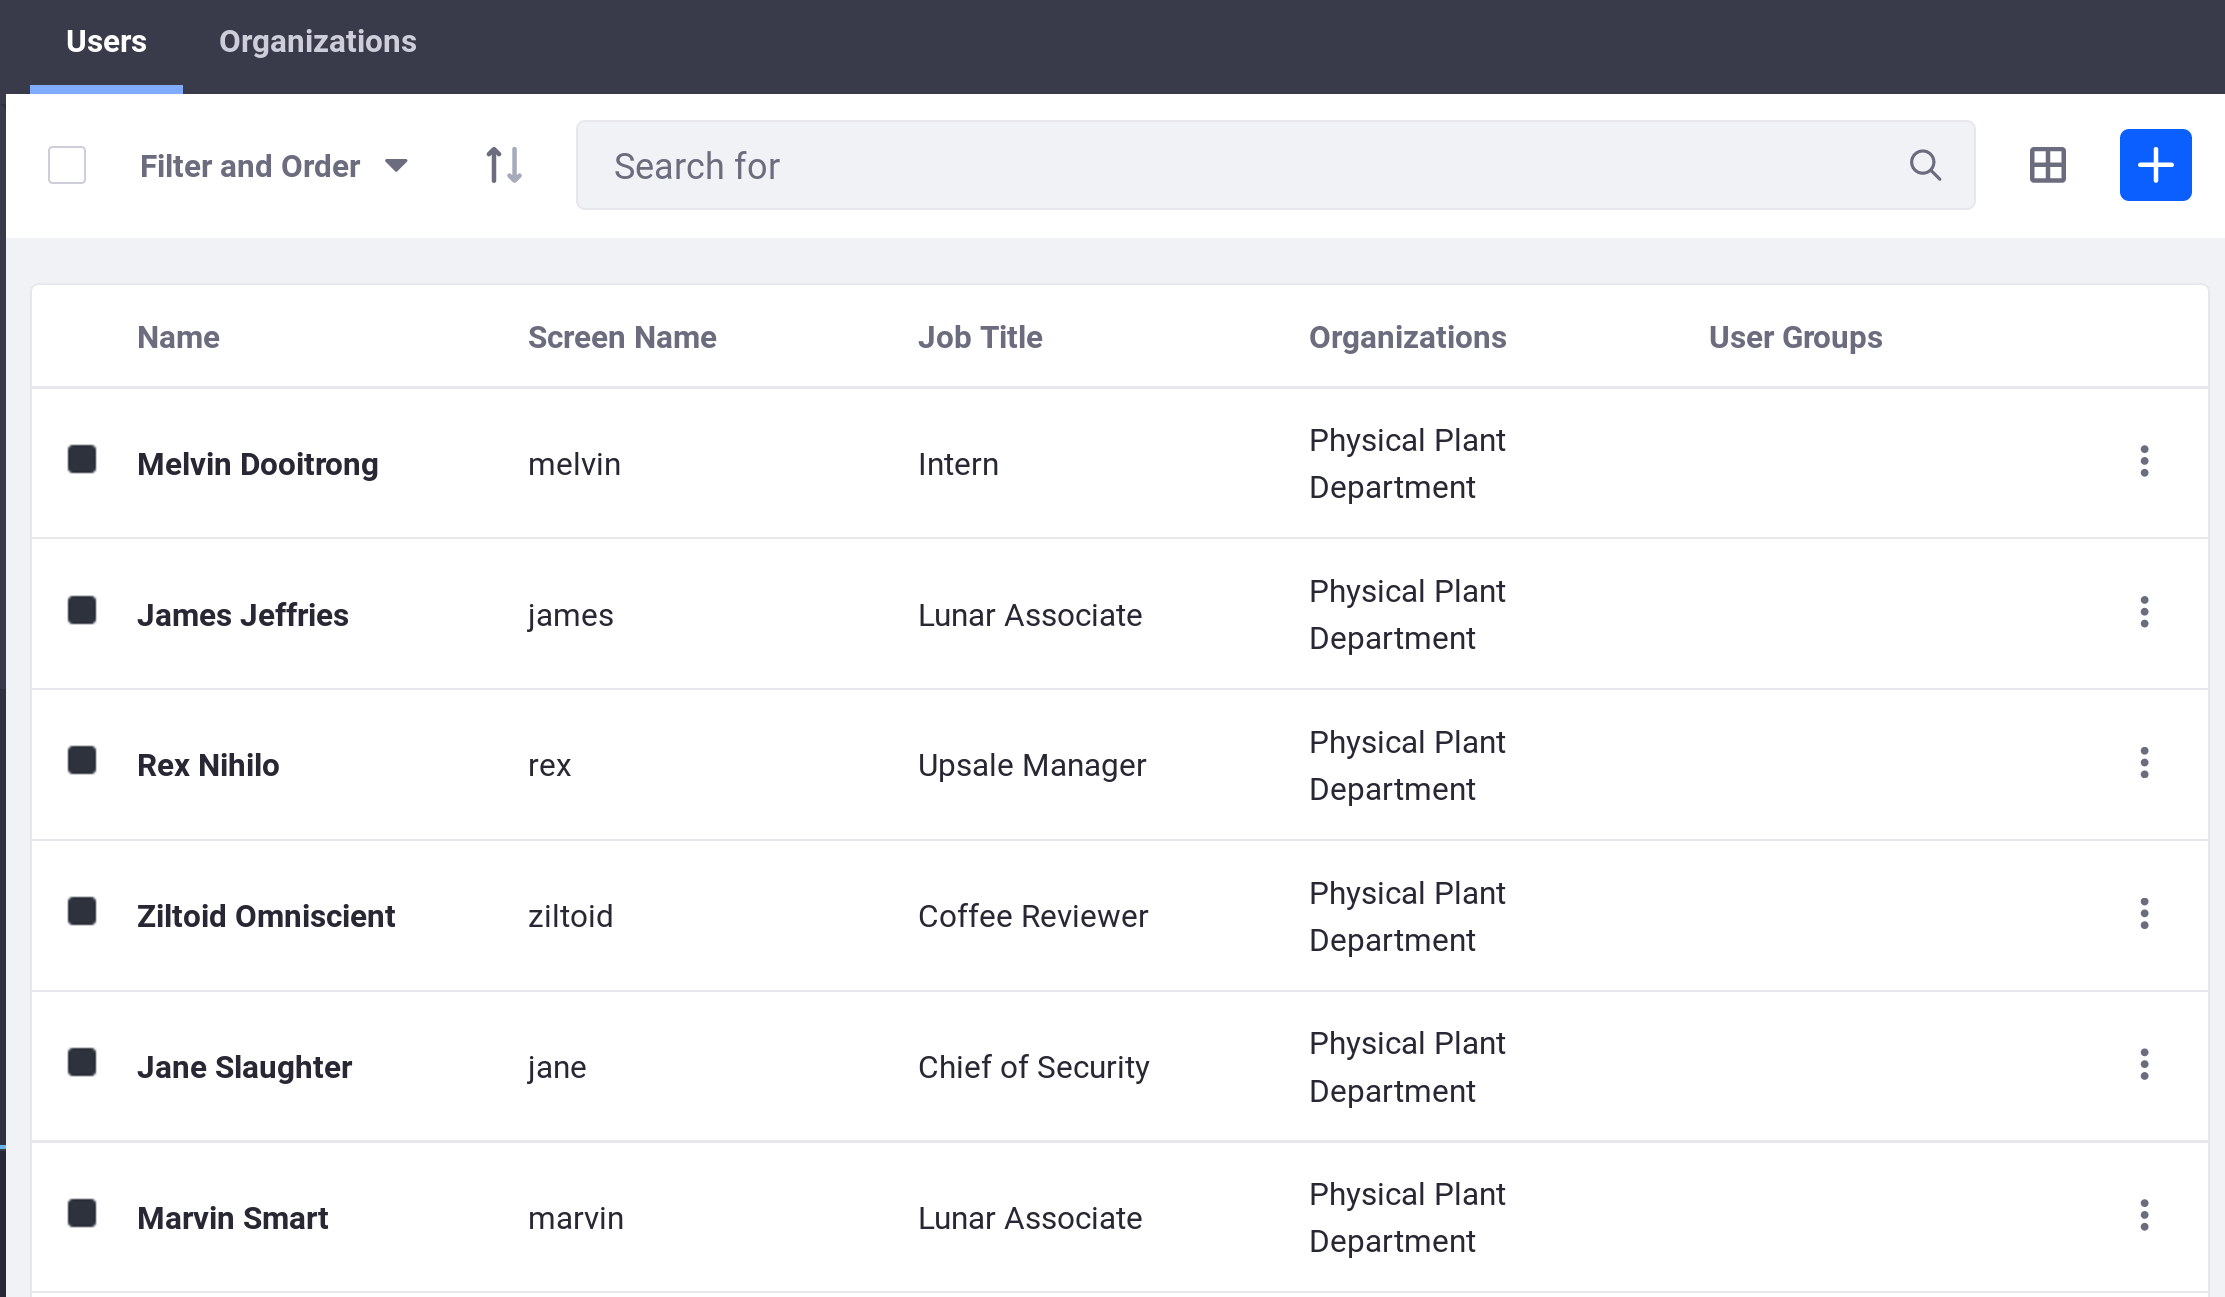 Users Organizations
Filter and Order Search for
Name Screen Name Job Title Organizations User Groups
Melvin Dooitrong melvin Intern Physical Plant
Department
James Jeffries james Lunar Associate Physical Plant
Department
Rex Nihilo rex Upsale Manager Physical Plant
Department
Ziltoid Omniscient ziltoid Coffee Reviewer Physical Plant
Department
Jane Slaughter jane Chief of Security Physical Plant
Department
Marvin Smart marvin Lunar Associate Physical Plant
Department